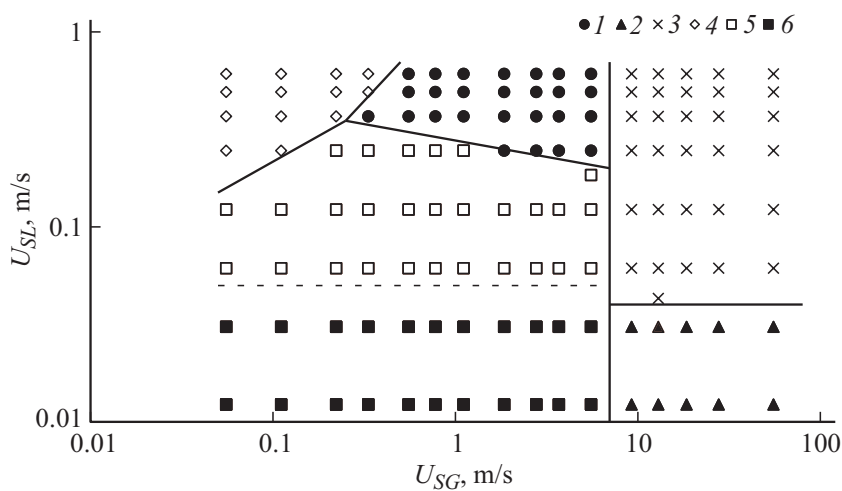 1
● 1 ▲ 2 × 3 ◇ 4 □ 5 ■ 6
U_SL, m/s
0.1
0.01
0.01 0.1 1 10 100
U_SG, m/s